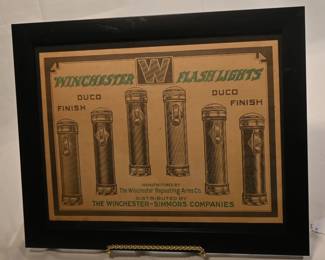 WINCHESTER W FLASH LIGHTS
DUCO FINISH
DUCO FINISH
MANUFACTURED BY
The Winchester Repeating Arms Co.
DISTRIBUTED BY
THE WINCHESTER-SIMMONS COMPANIES